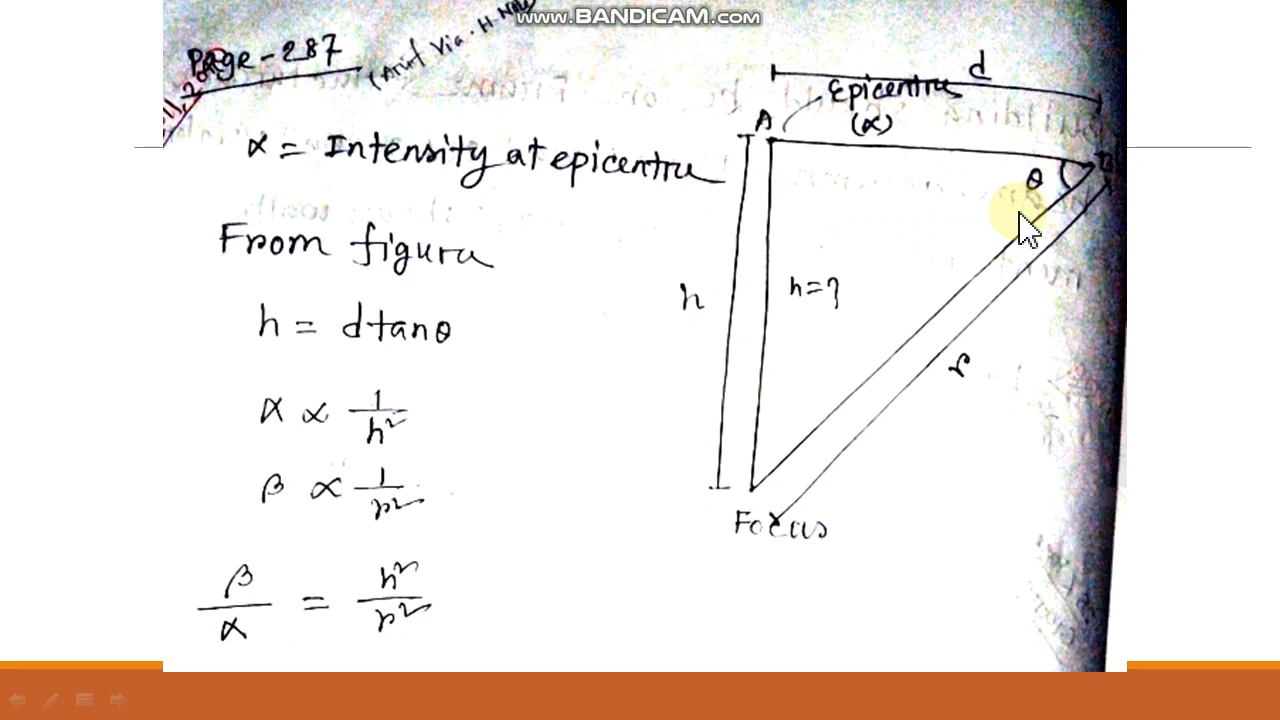 www.BANDICAM.com
Page-287
α = Intensity at epicentre
From figure
h = d tanθ
α ∝ 1/h²
β ∝ 1/r²
β/α = h²/r²
d
Epicentre
(α)
A
θ
h
h=?
r
Focus